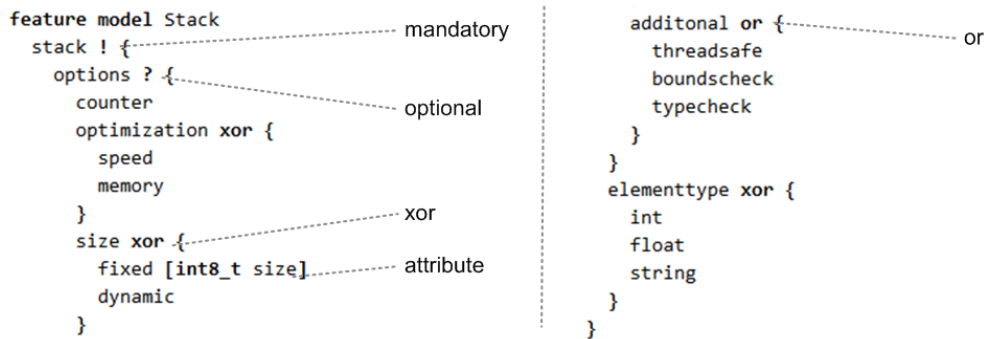 feature model Stack
stack ! {
mandatory
options ? {
optional
counter
optimization xor {
speed
memory
}
size xor {
xor
fixed [int8_t size]
attribute
dynamic
}
additonal or {
or
threadsafe
boundscheck
typecheck
}
}
elementtype xor {
int
float
string
}
}